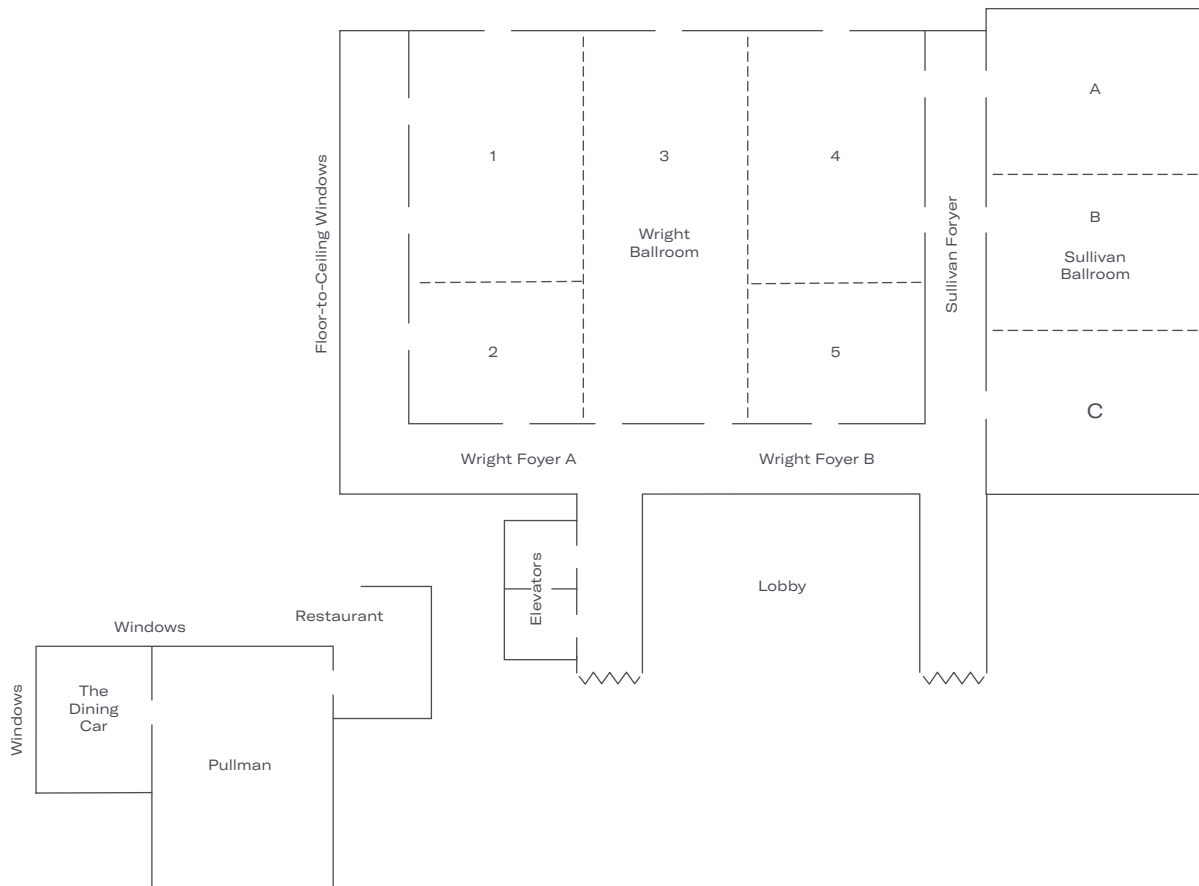 A
1
3
4
Floor-to-Ceiling Windows
Sullivan Foryer
B
Wright
Ballroom
Sullivan
Ballroom
2
5
C
Wright Foyer A
Wright Foyer B
Elevators
Lobby
Restaurant
Windows
Windows
The
Dining
Car
Pullman